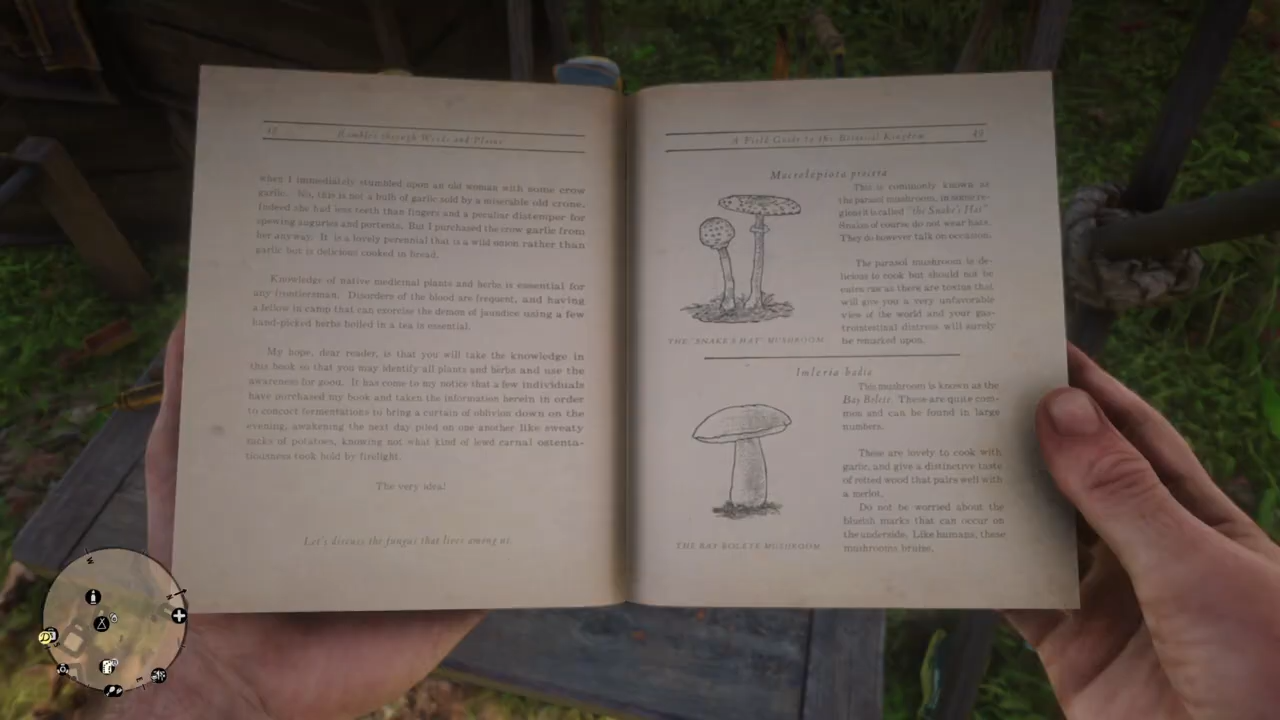 48
Rambles through Weeds and Plains
when I immediately stumbled upon an old woman with some crow
garlic. No, this is not a bulb of garlic sold by a miserable old crone.
Indeed she had less teeth than fingers and a peculiar distemper for
spewing auguries and portents. But I purchased the crow garlic from
her anyway. It is a lovely perennial that is a wild onion rather than
garlic but is delicious cooked in bread.
Knowledge of native medicinal plants and herbs is essential for
any frontiersman. Disorders of the blood are frequent, and having
a fellow in camp that can exorcise the demon of jaundice using a few
hand-picked herbs boiled in a tea is essential.
My hope, dear reader, is that you will take the knowledge in
this book so that you may identify all plants and herbs and use the
awareness for good. It has come to my notice that a few individuals
have purchased my book and taken the information herein in order
to concoct fermentations to bring a curtain of oblivion down on the
evening, awakening the next day piled on one another like sweaty
sacks of potatoes, knowing not what kind of lewd carnal ostenta-
tiousness took hold by firelight.
The very idea!
Let's discuss the fungus that lives among us.
A Field Guide to the Botanical Kingdom
49
Macrolepiota procera
This is commonly known as
the parasol mushroom, in some re-
gions it is called "the Snake's Hat"
Snakes of course do not wear hats.
They do however talk on occasion.
The parasol mushroom is de-
licious to cook but should not be
eaten raw as there are toxins that
will give you a very unfavorable
view of the world and your gas-
trointestinal distress will surely
be remarked upon.
THE "SNAKE'S HAT" MUSHROOM
Imleria badia
This mushroom is known as the
Bay Bolete. These are quite com-
mon and can be found in large
numbers.
These are lovely to cook with
garlic, and give a distinctive taste
of rotted wood that pairs well with
a merlot.
Do not be worried about the
blueish marks that can occur on
the underside. Like humans, these
mushrooms bruise.
THE BAY BOLETE MUSHROOM